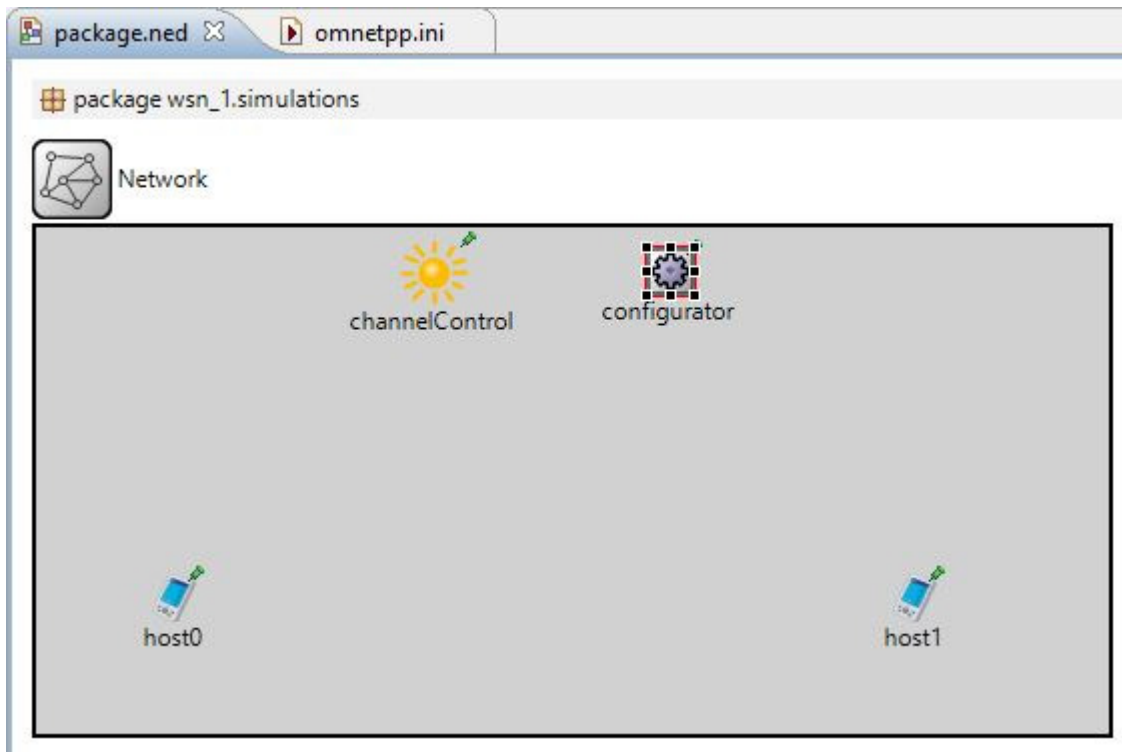 package.ned omnetpp.ini
package wsn_1.simulations
Network
channelControl configurator
host0 host1